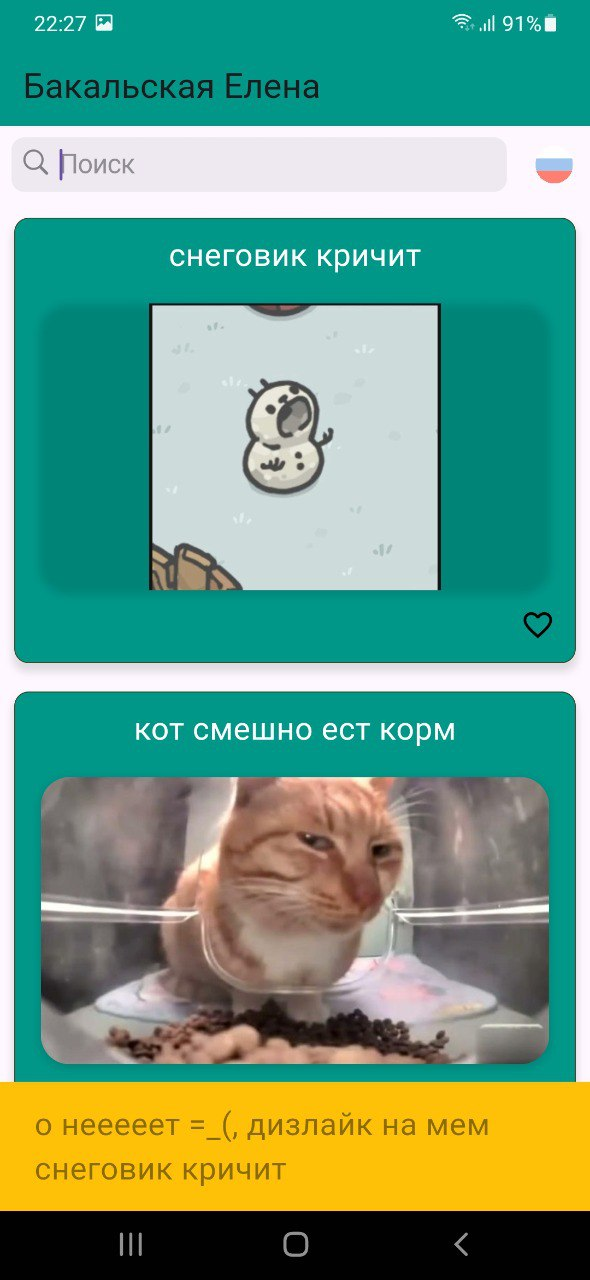 22:27
91%
Бакальская Елена
Поиск
снеговик кричит
кот смешно ест корм
о нееееет =_(, дизлайк на мем
снеговик кричит